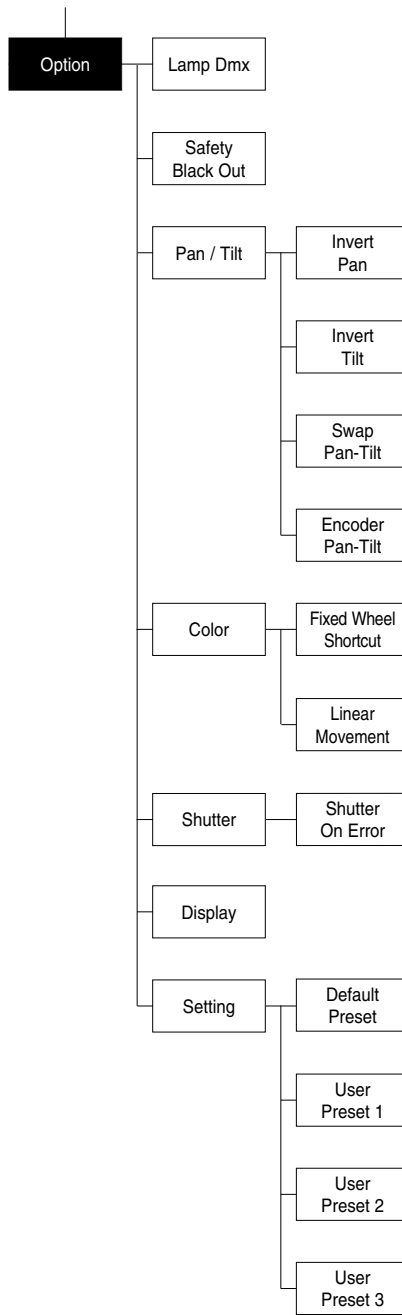 Option
Lamp Dmx
Safety
Black Out
Pan / Tilt
Invert
Pan
Invert
Tilt
Swap
Pan-Tilt
Encoder
Pan-Tilt
Color
Fixed Wheel
Shortcut
Linear
Movement
Shutter
Shutter
On Error
Display
Setting
Default
Preset
User
Preset 1
User
Preset 2
User
Preset 3